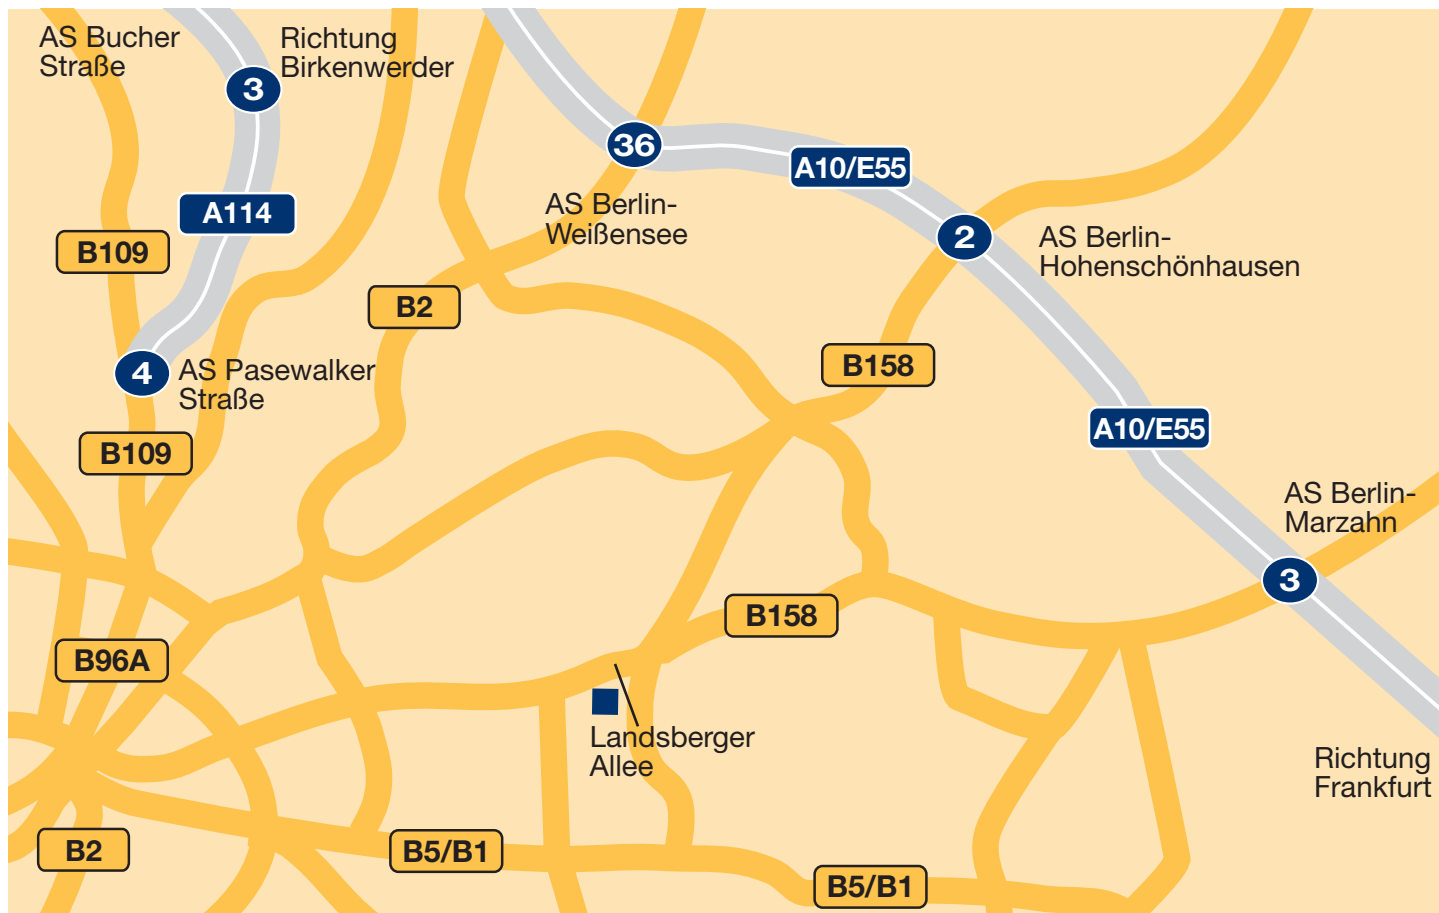 AS Bucher
Straße
Richtung
Birkenwerder
3
36
A10/E55
A114
AS Berlin-
Weißensee
2
AS Berlin-
Hohenschönhausen
B109
B2
4
AS Pasewalker
Straße
B158
A10/E55
B109
AS Berlin-
Marzahn
3
B158
B96A
Landsberger
Allee
Richtung
Frankfurt
B2
B5/B1
B5/B1